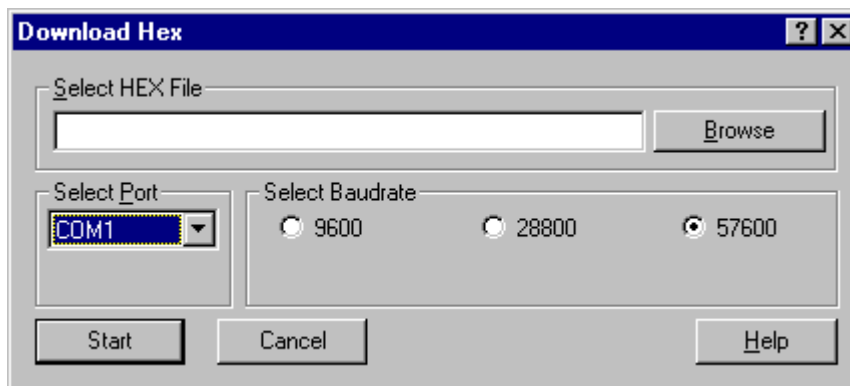 Download Hex
Select HEX File
Browse
Select Port
Select Baudrate
COM1
9600
28800
57600
Start
Cancel
Help